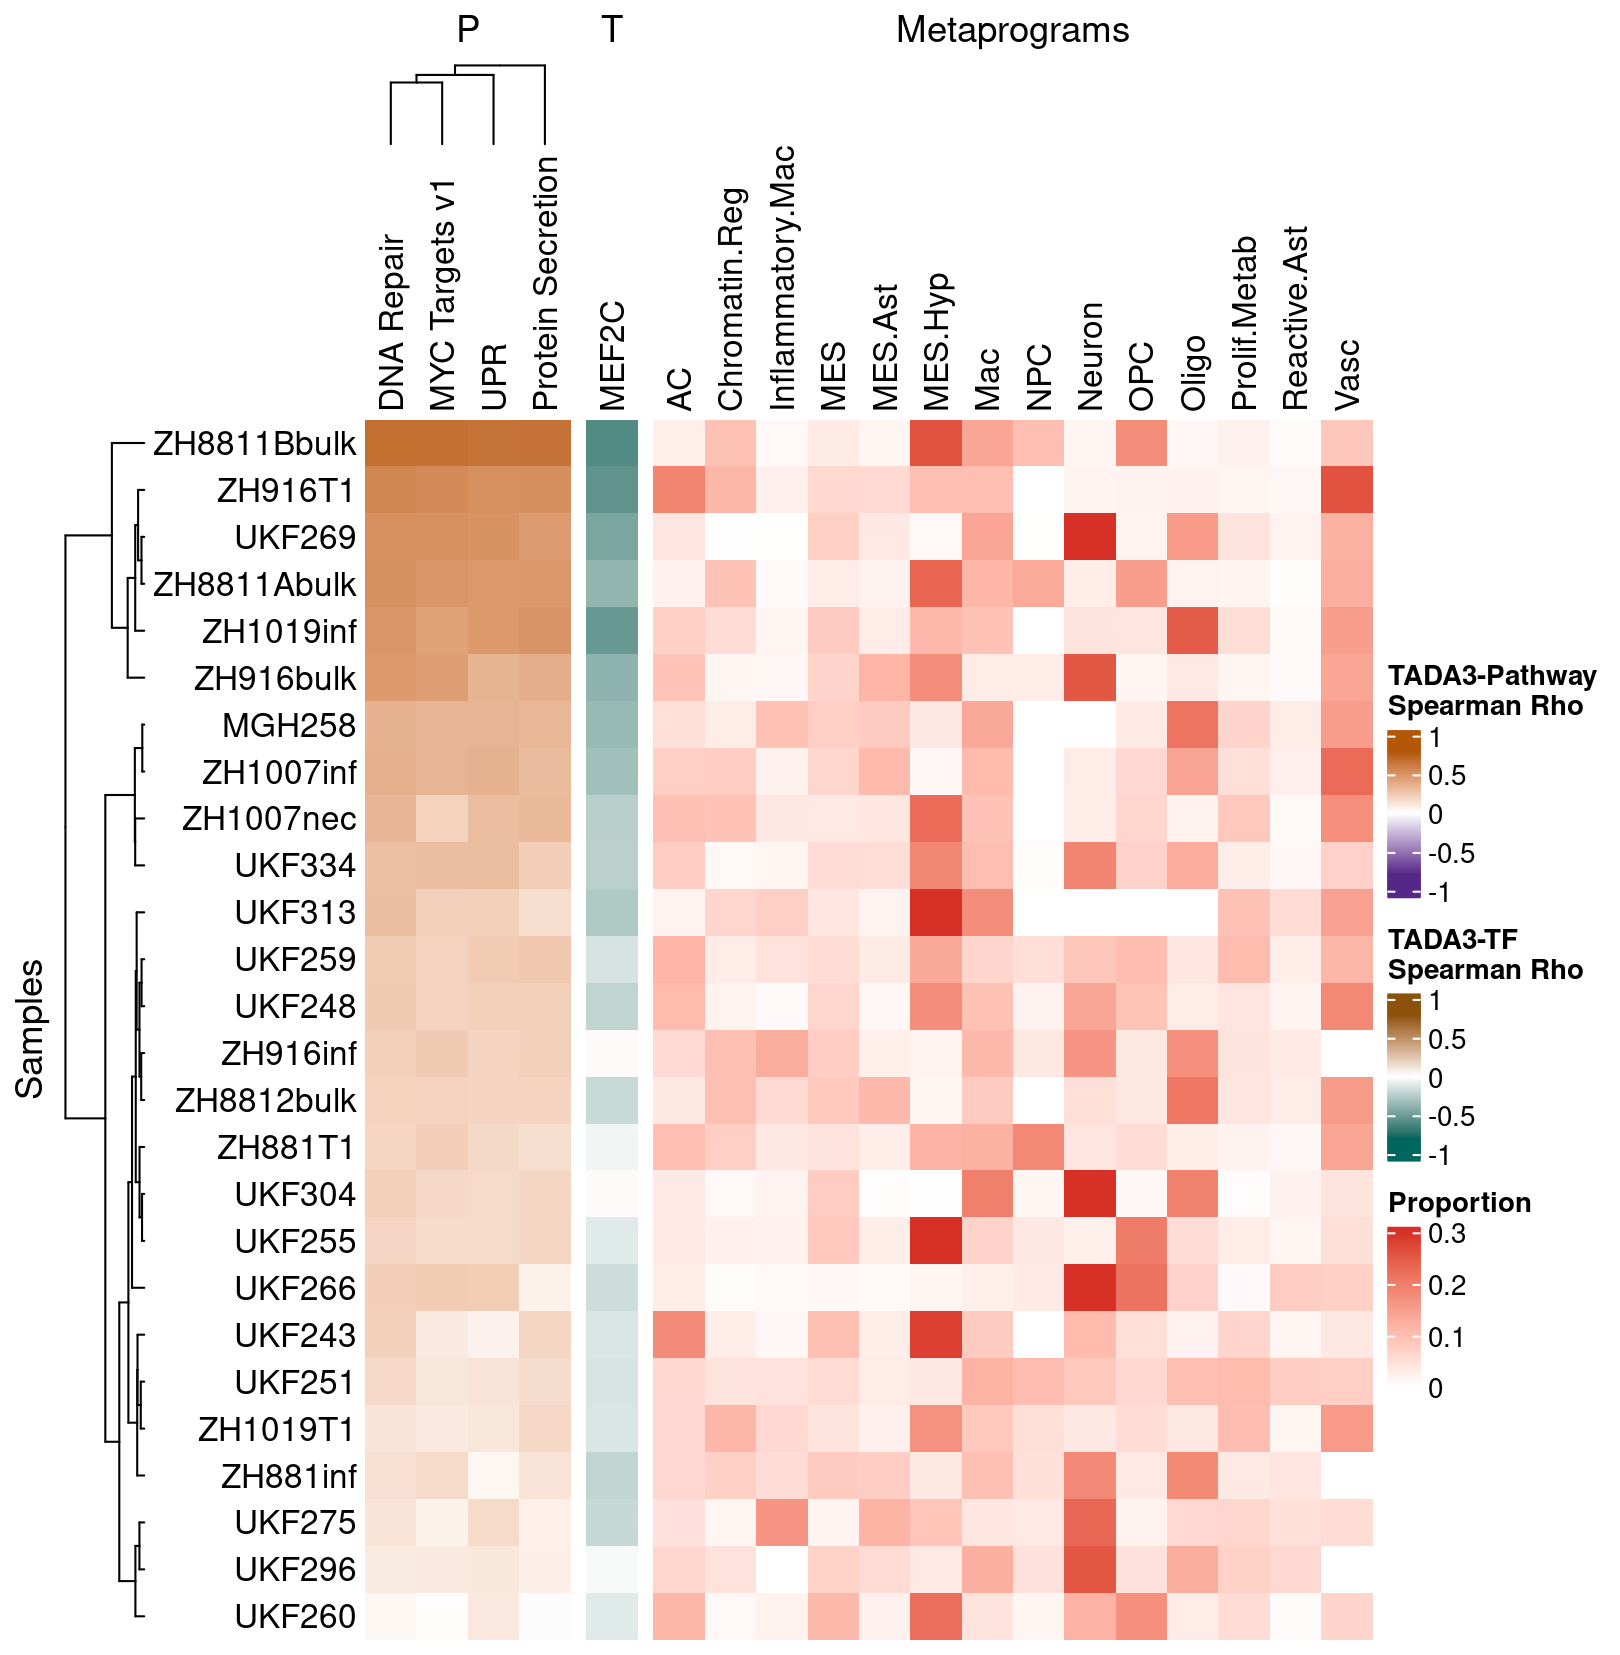 P T Metaprograms
DNA Repair
MYC Targets v1
UPR
Protein Secretion
MEF2C
AC
Chromatin.Reg
Inflammatory.Mac
MES
MES.Ast
MES.Hyp
Mac
NPC
Neuron
OPC
Oligo
Prolif.Metab
Reactive.Ast
Vasc
Samples
ZH8811Bbulk
ZH916T1
UKF269
ZH8811Abulk
ZH1019inf
ZH916bulk
MGH258
ZH1007inf
ZH1007nec
UKF334
UKF313
UKF259
UKF248
ZH916inf
ZH8812bulk
ZH881T1
UKF304
UKF255
UKF266
UKF243
UKF251
ZH1019T1
ZH881inf
UKF275
UKF296
UKF260
TADA3-Pathway
Spearman Rho
1
0.5
0
-0.5
-1
TADA3-TF
Spearman Rho
1
0.5
0
-0.5
-1
Proportion
0.3
0.2
0.1
0